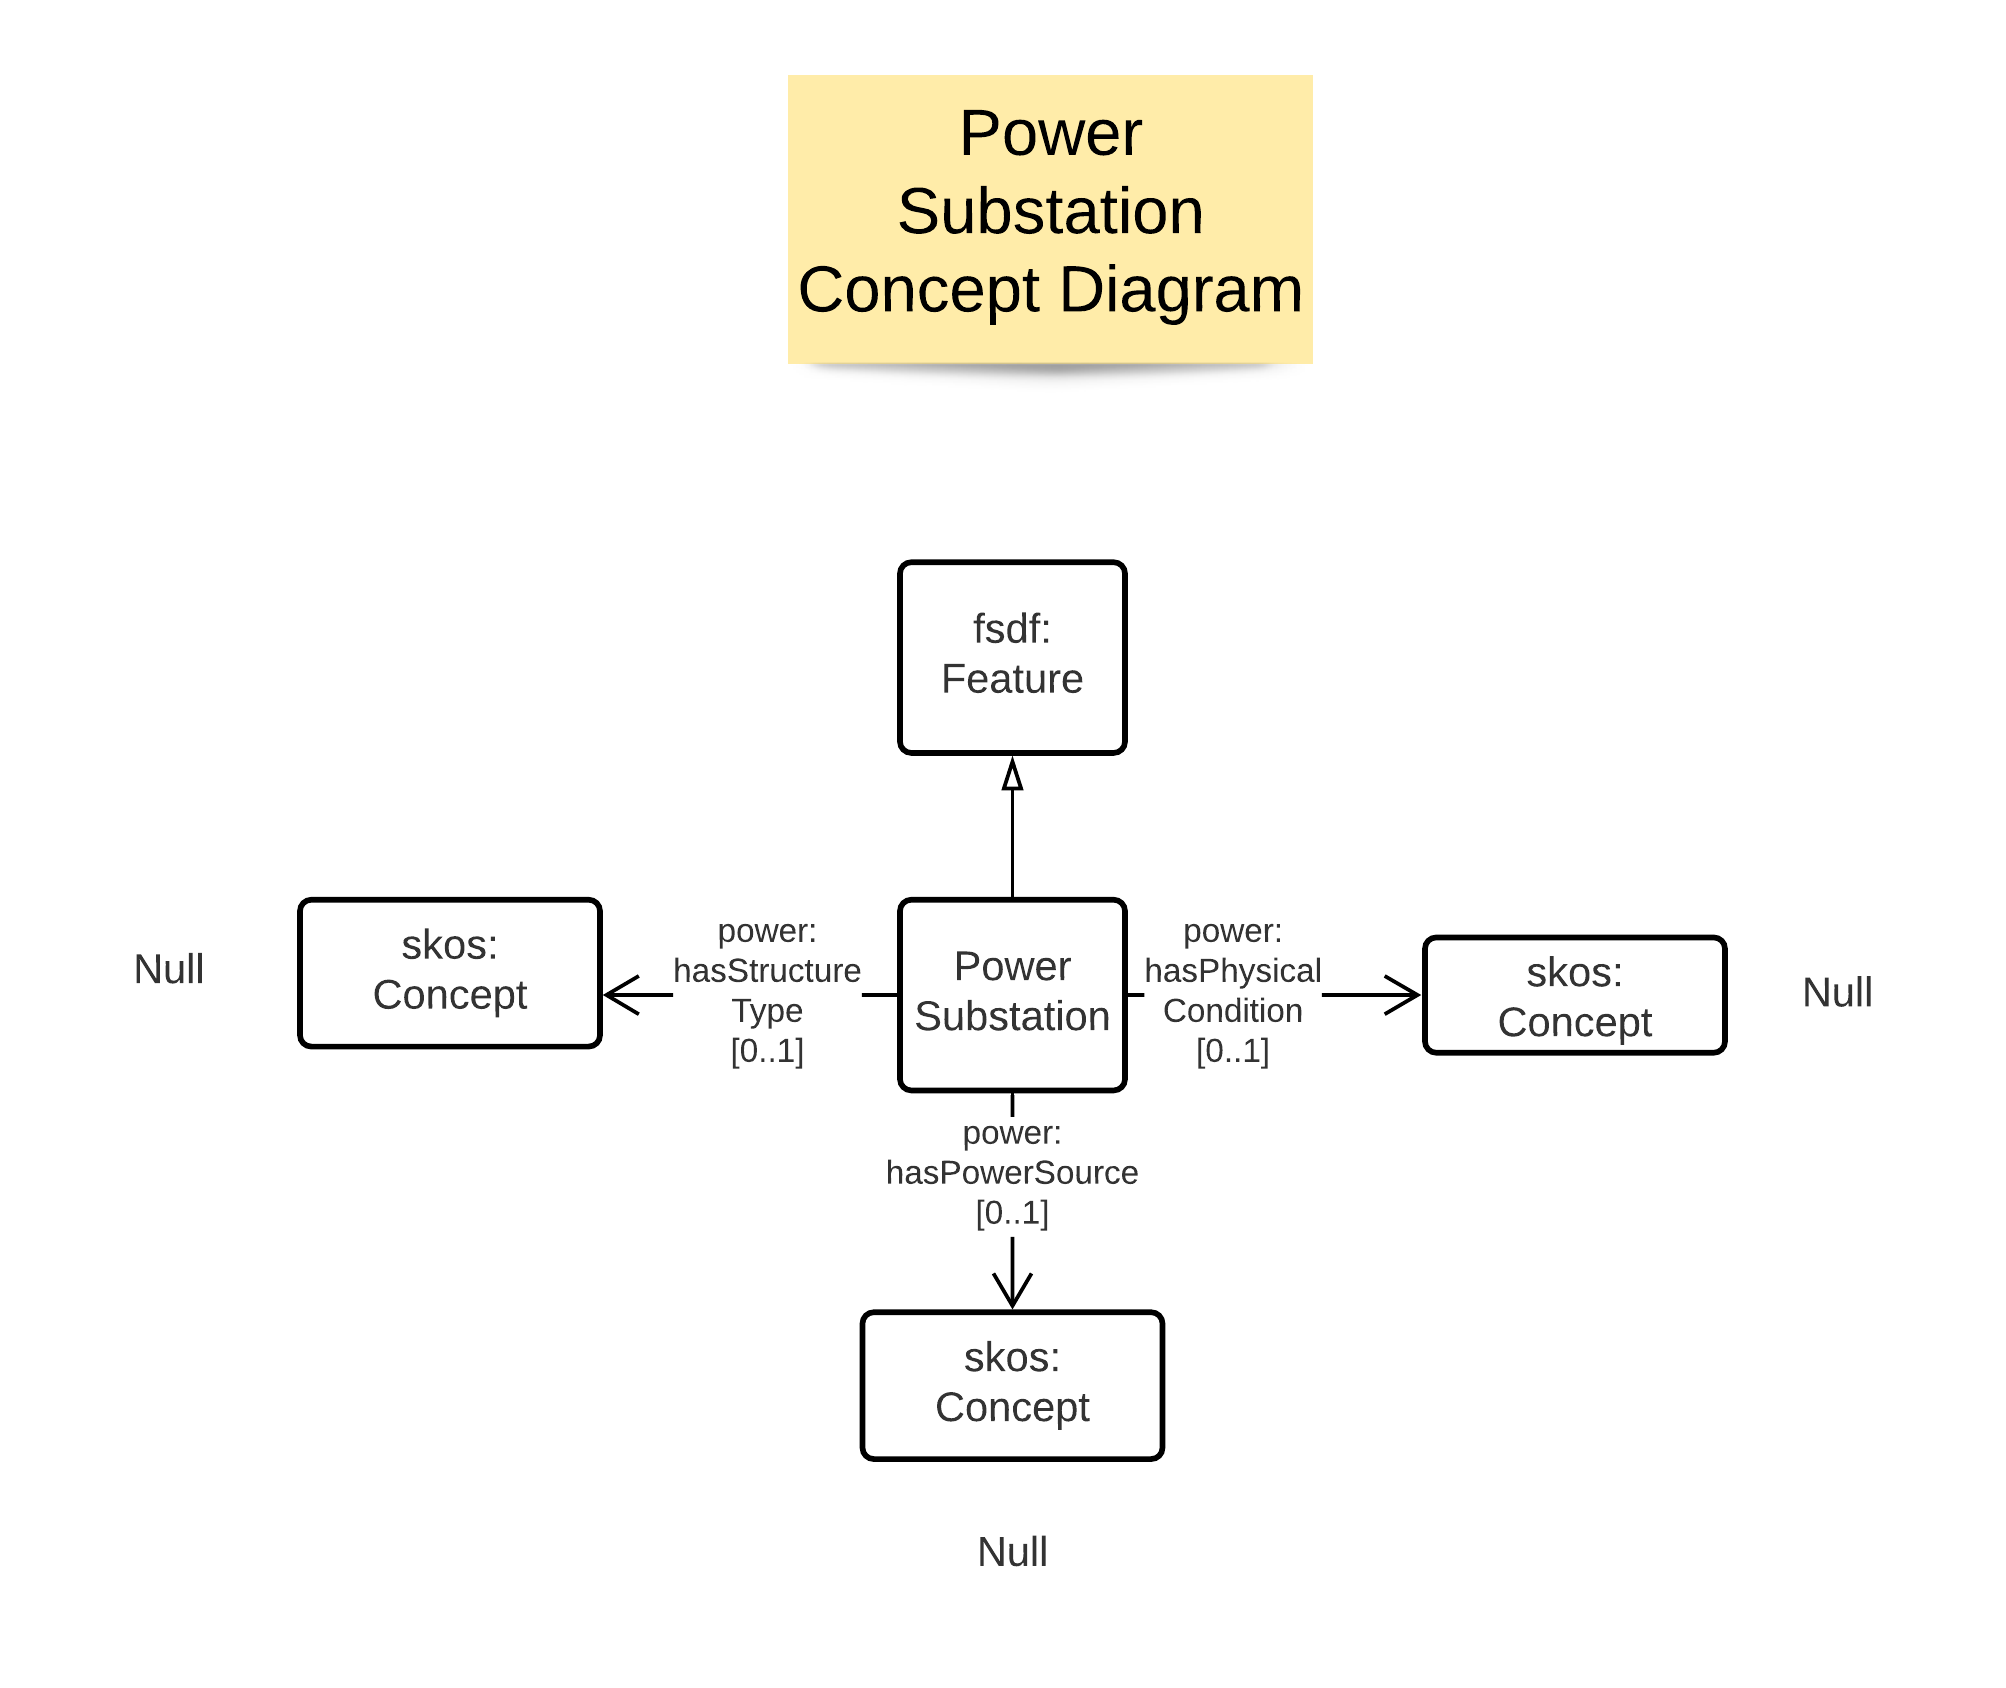 Power
Substation
Concept Diagram
fsdf:
Feature
Null
skos:
Concept
power:
hasStructure
Type
[0..1]
Power
Substation
power:
hasPhysical
Condition
[0..1]
skos:
Concept
Null
power:
hasPowerSource
[0..1]
skos:
Concept
Null